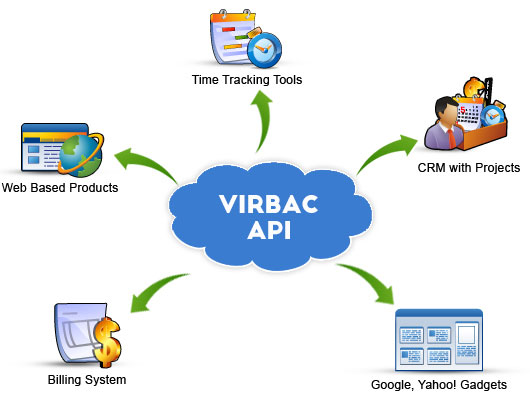 Time Tracking Tools
CRM with Projects
Web Based Products
VIRBAC
API
Billing System
Google, Yahoo! Gadgets